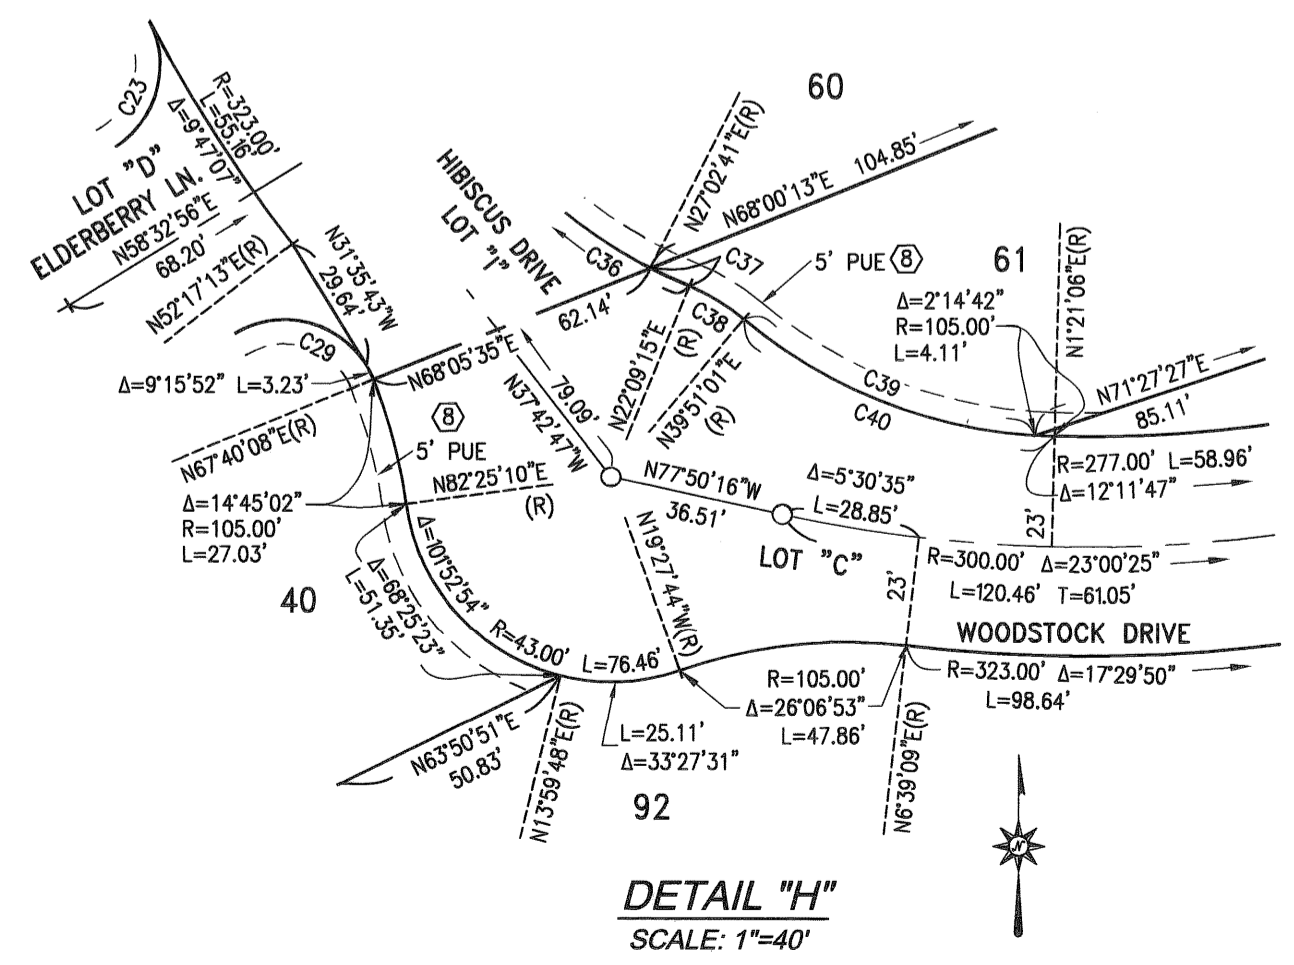 C23
R=323.00'
L=55.16'
Δ=9°47'07"
LOT "D"
ELDERBERRY LN.
N58°32'56"E
68.20'
N52°17'13"E(R)
N31°35'43"W
29.64'
HIBISCUS DRIVE
LOT "I"
60
N27°02'41"E(R)
N68°00'13"E 104.85'
C36
C37
5' PUE 8
61
C38
62.14'
N22°09'15"E
(R)
N39°51'01"E
(R)
C39
C40
Δ=2°14'42"
R=105.00'
L=4.11'
N1°21'06"E(R)
N71°27'27"E
85.11'
R=277.00' L=58.96'
Δ=12°11'47"
23'
C29
Δ=9°15'52" L=3.23'
N68°05'35"E
79.09'
N37°42'47"W
N67°40'08"E(R)
8
5' PUE
N82°25'10"E
(R)
Δ=14°45'02"
R=105.00'
L=27.03'
N77°50'16"W
36.51'
Δ=5°30'35"
L=28.85'
LOT "C"
R=300.00' Δ=23°00'25"
L=120.46' T=61.05'
23'
WOODSTOCK DRIVE
R=323.00' Δ=17°29'50"
L=98.64'
40
Δ=68°25'23"
L=51.35'
Δ=101°52'54"
R=43.00'
L=76.46'
N19°27'44"W(R)
R=105.00'
Δ=26°06'53"
L=47.86'
L=25.11'
Δ=33°27'31"
N63°50'51"E
50.83'
N13°59'48"E(R)
92
N6°39'09"E(R)
N
DETAIL "H"
SCALE: 1"=40'